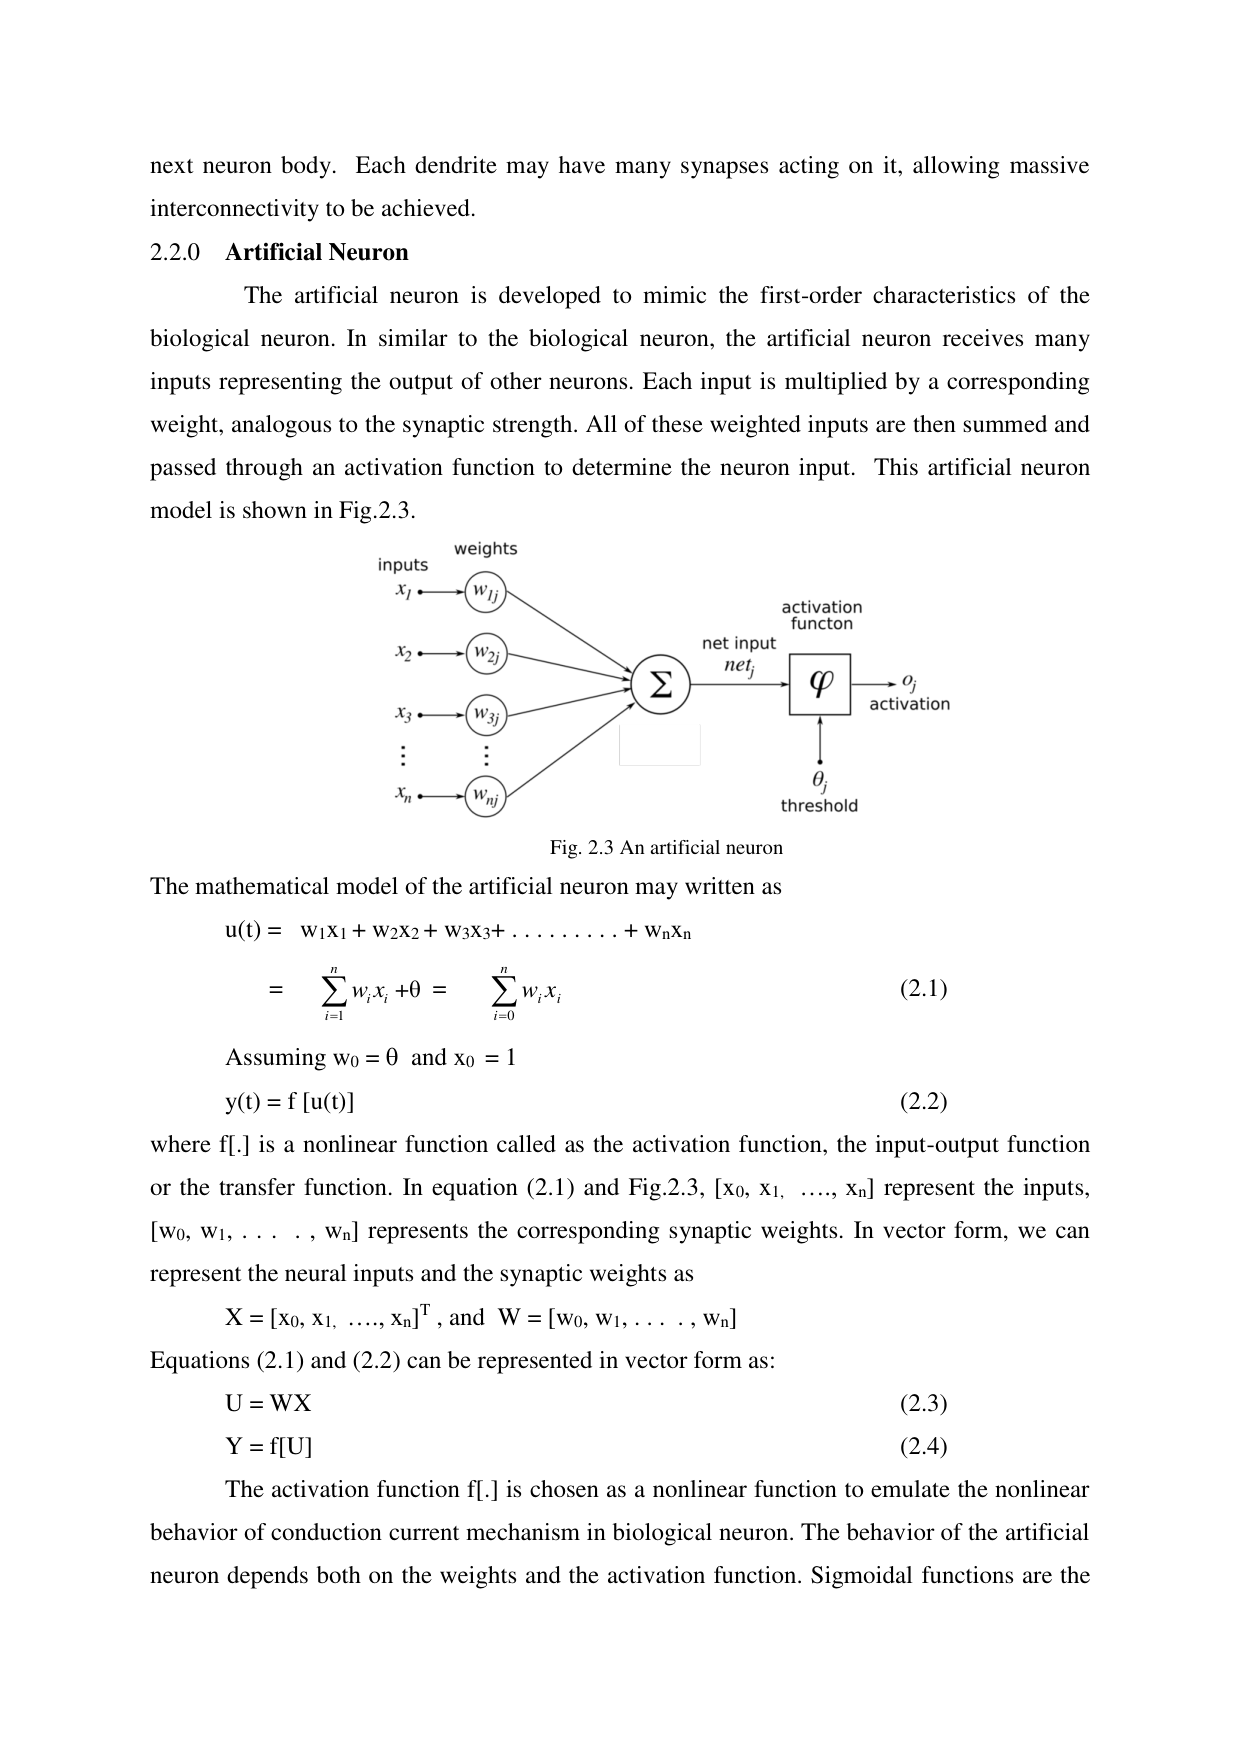 next neuron body.  Each dendrite may have many synapses acting on it, allowing massive
interconnectivity to be achieved.
2.2.0 Artificial Neuron
The artificial neuron is developed to mimic the first-order characteristics of the
biological neuron. In similar to the biological neuron, the artificial neuron receives many
inputs representing the output of other neurons. Each input is multiplied by a corresponding
weight, analogous to the synaptic strength. All of these weighted inputs are then summed and
passed through an activation function to determine the neuron input.  This artificial neuron
model is shown in Fig.2.3.
weights
inputs
x1 w1j
activation
functon
x2 w2j
net input
netj
Σ φ oj
activation
x3 w3j
⋮ ⋮
θj
xn wnj
threshold
Fig. 2.3 An artificial neuron
The mathematical model of the artificial neuron may written as
u(t) =   w1x1 + w2x2 + w3x3+ . . . . . . . . . + wnxn
= ∑_{i=1}^{n} wixi +θ = ∑_{i=0}^{n} wixi (2.1)
Assuming w0 = θ  and x0 = 1
y(t) = f [u(t)] (2.2)
where f[.] is a nonlinear function called as the activation function, the input-output function
or the transfer function. In equation (2.1) and Fig.2.3, [x0, x1,  …., xn] represent the inputs,
[w0, w1, . . .  . , wn] represents the corresponding synaptic weights. In vector form, we can
represent the neural inputs and the synaptic weights as
X = [x0, x1,  …., xn]^T , and  W = [w0, w1, . . .  . , wn]
Equations (2.1) and (2.2) can be represented in vector form as:
U = WX (2.3)
Y = f[U] (2.4)
The activation function f[.] is chosen as a nonlinear function to emulate the nonlinear
behavior of conduction current mechanism in biological neuron. The behavior of the artificial
neuron depends both on the weights and the activation function. Sigmoidal functions are the